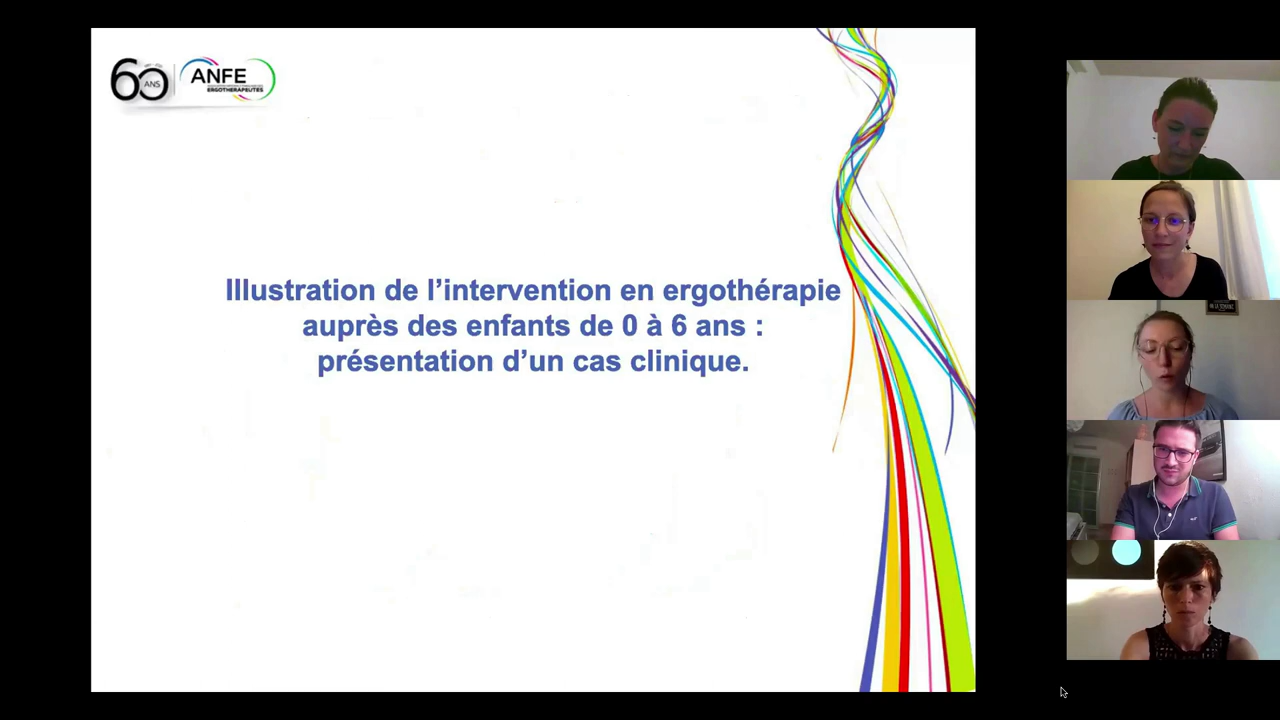 60 ANS
ANFE
ERGOTHÉRAPEUTES
Illustration de l'intervention en ergothérapie
auprès des enfants de 0 à 6 ans :
présentation d'un cas clinique.